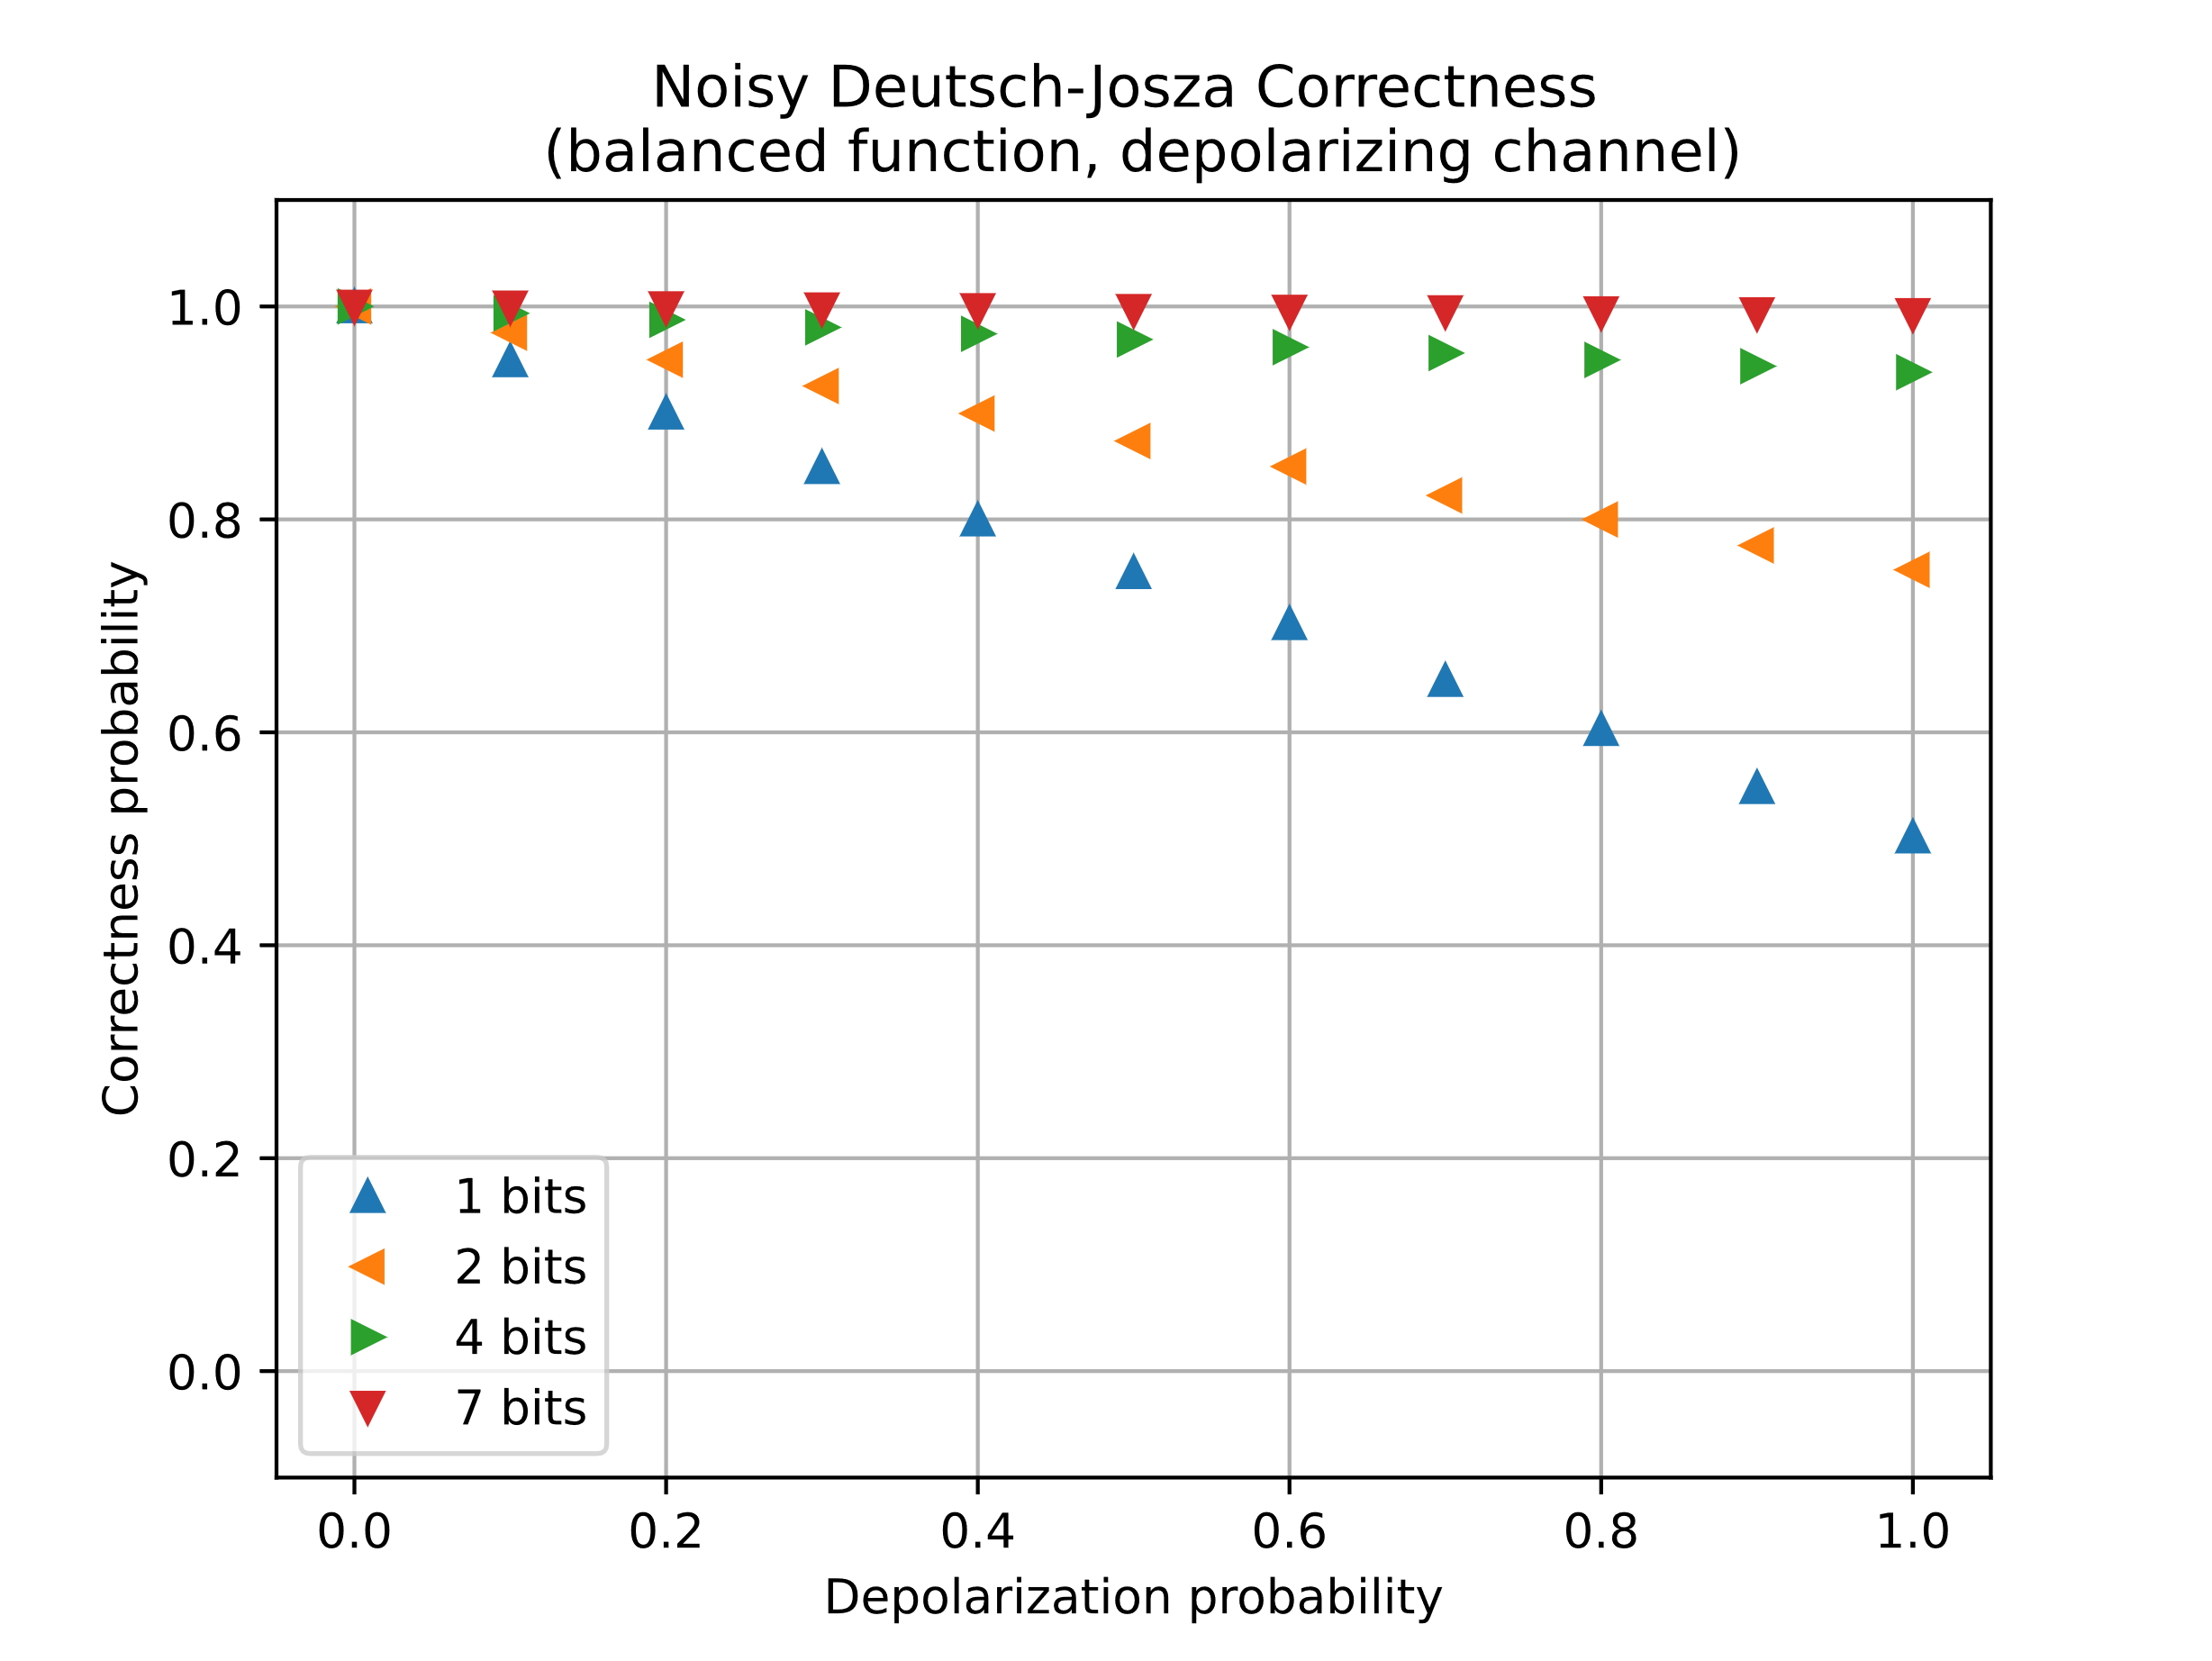 Noisy Deutsch-Josza Correctness
(balanced function, depolarizing channel)
1.0
0.8
0.6
0.4
0.2
0.0
Correctness probability
1 bits
2 bits
4 bits
7 bits
0.0 0.2 0.4 0.6 0.8 1.0
Depolarization probability